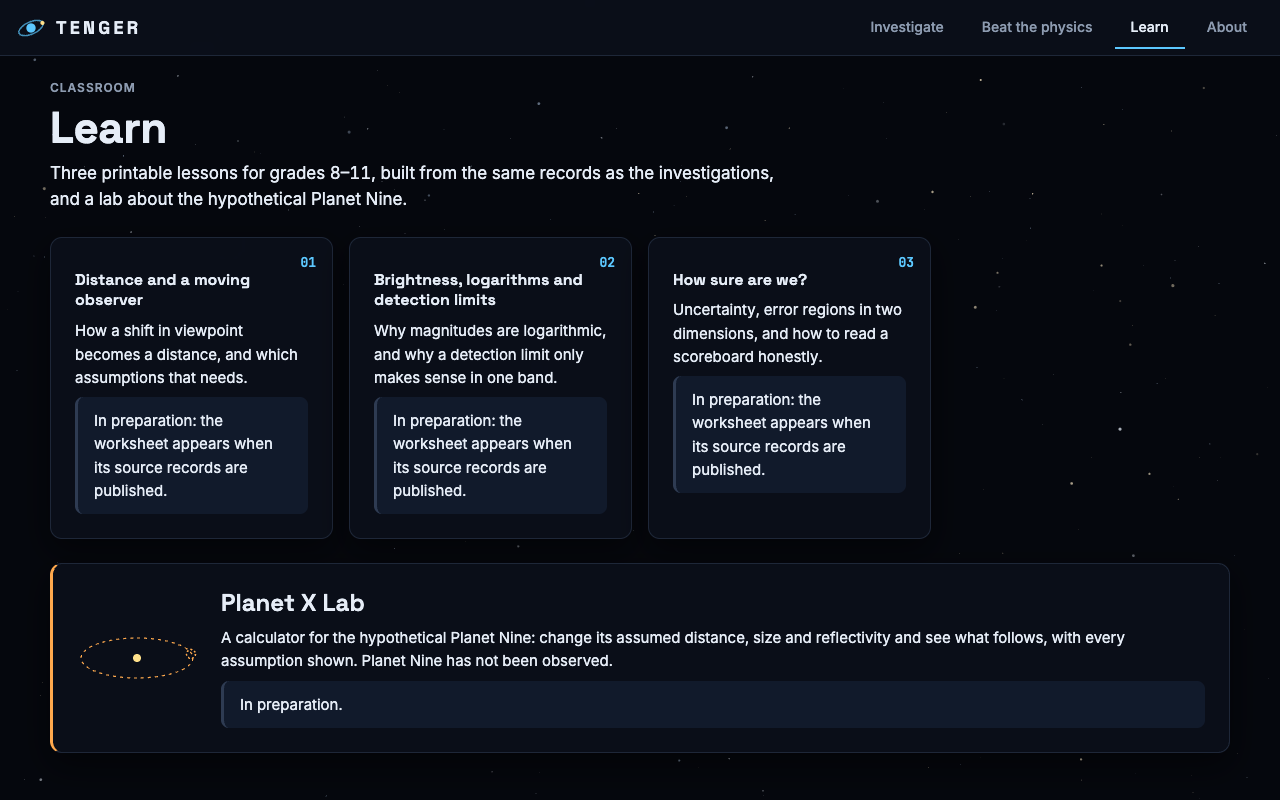 TENGER
Investigate
Beat the physics
Learn
About
CLASSROOM
Learn
Three printable lessons for grades 8–11, built from the same records as the investigations,
and a lab about the hypothetical Planet Nine.
01
Distance and a moving
observer
How a shift in viewpoint
becomes a distance, and which
assumptions that needs.
In preparation: the
worksheet appears when
its source records are
published.
02
Brightness, logarithms and
detection limits
Why magnitudes are logarithmic,
and why a detection limit only
makes sense in one band.
In preparation: the
worksheet appears when
its source records are
published.
03
How sure are we?
Uncertainty, error regions in two
dimensions, and how to read a
scoreboard honestly.
In preparation: the
worksheet appears when
its source records are
published.
Planet X Lab
A calculator for the hypothetical Planet Nine: change its assumed distance, size and reflectivity and see what follows, with every
assumption shown. Planet Nine has not been observed.
In preparation.